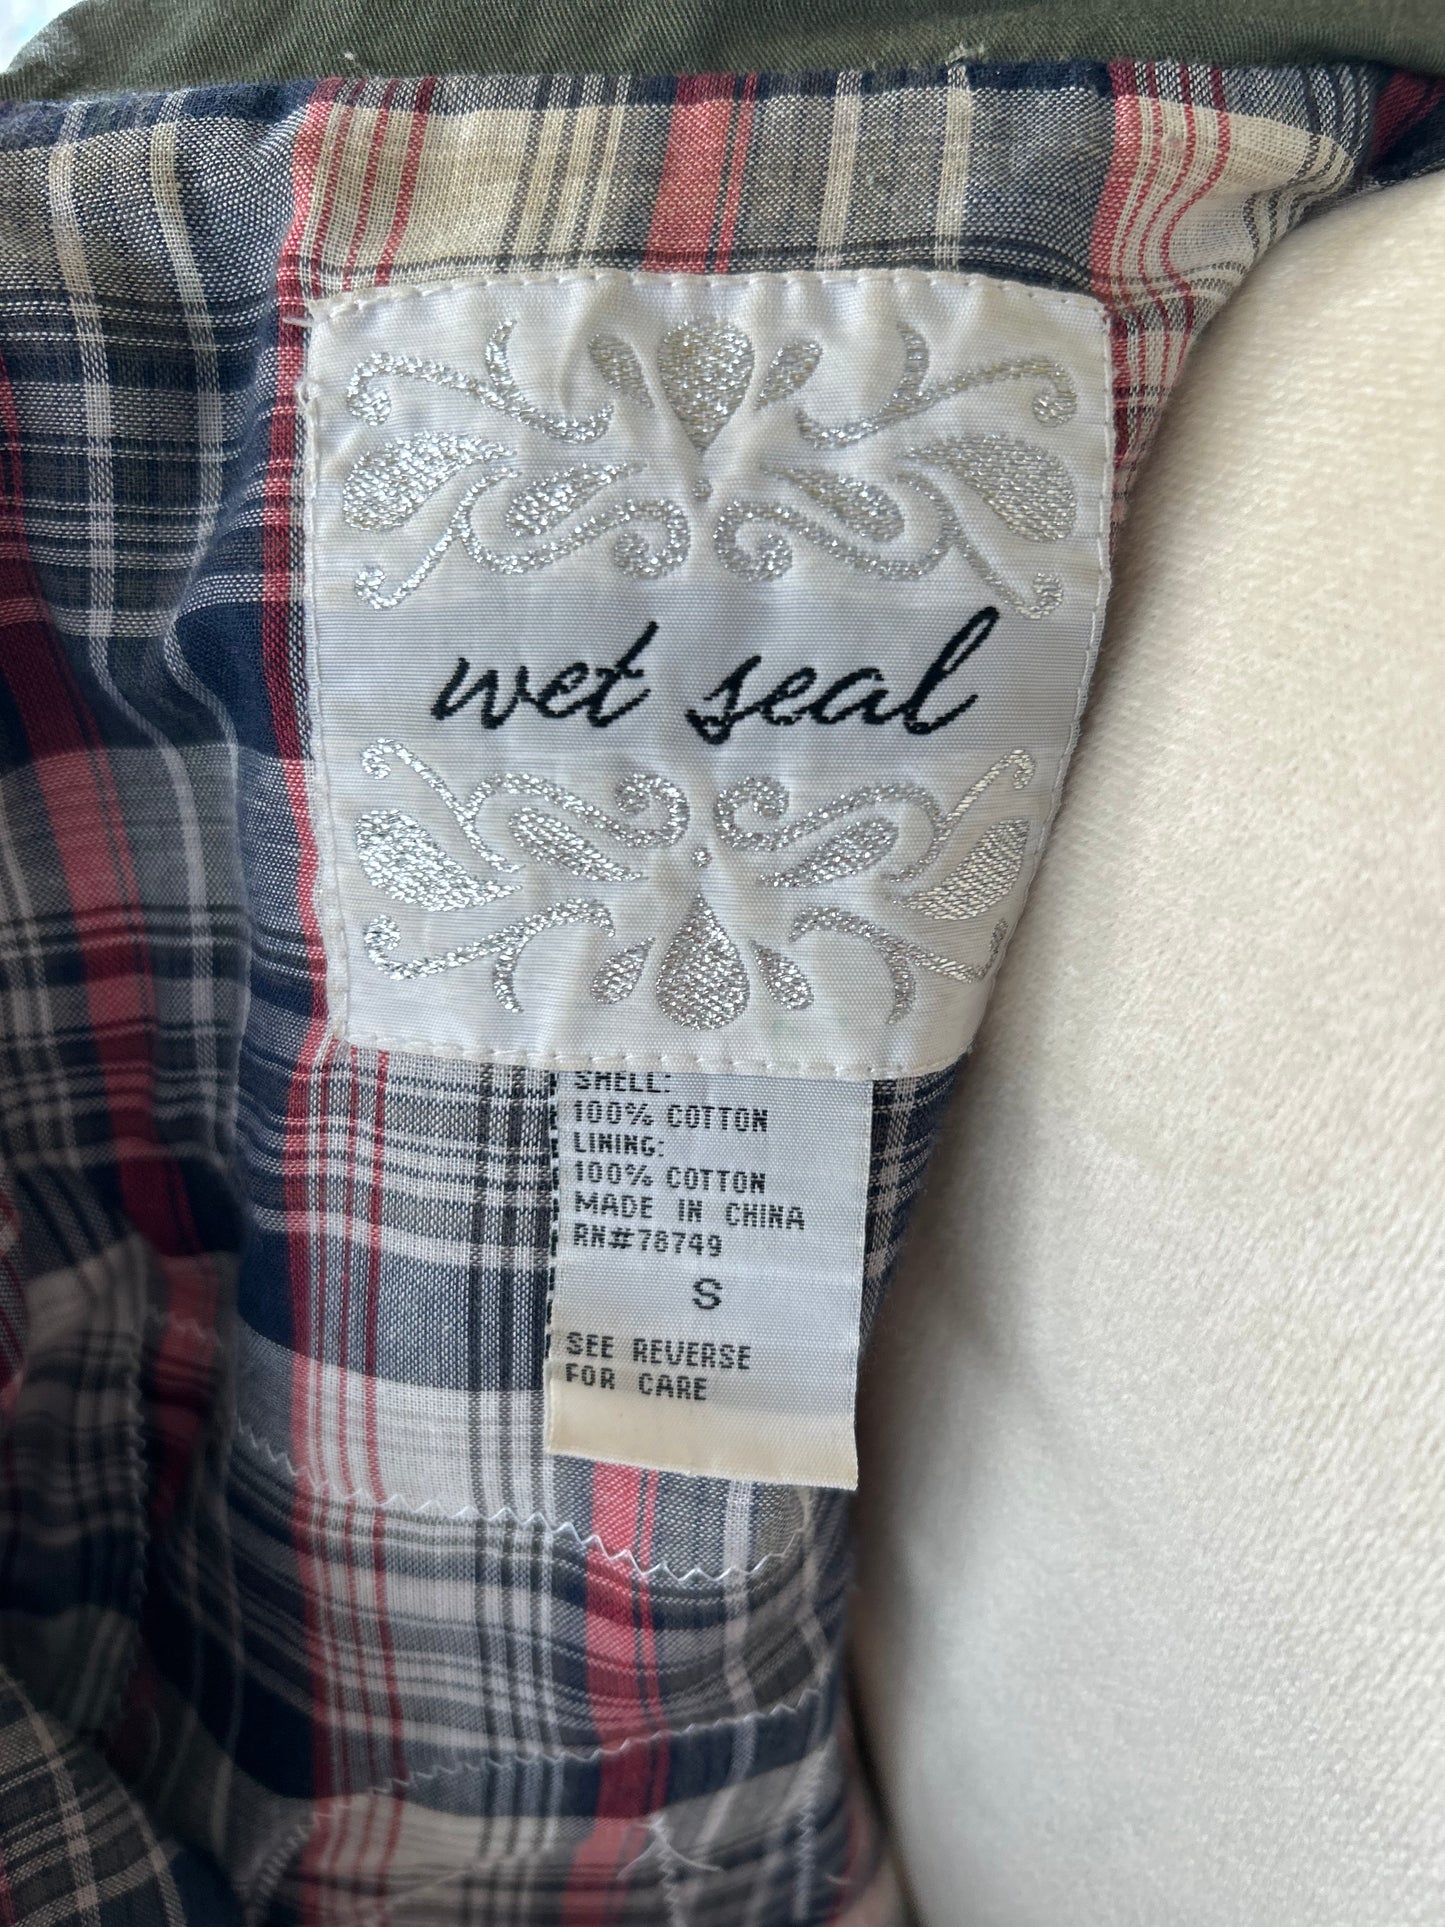 wet seal
SHELL:
100% COTTON
LINING:
100% COTTON
MADE IN CHINA
RN#78749
S
SEE REVERSE
FOR CARE